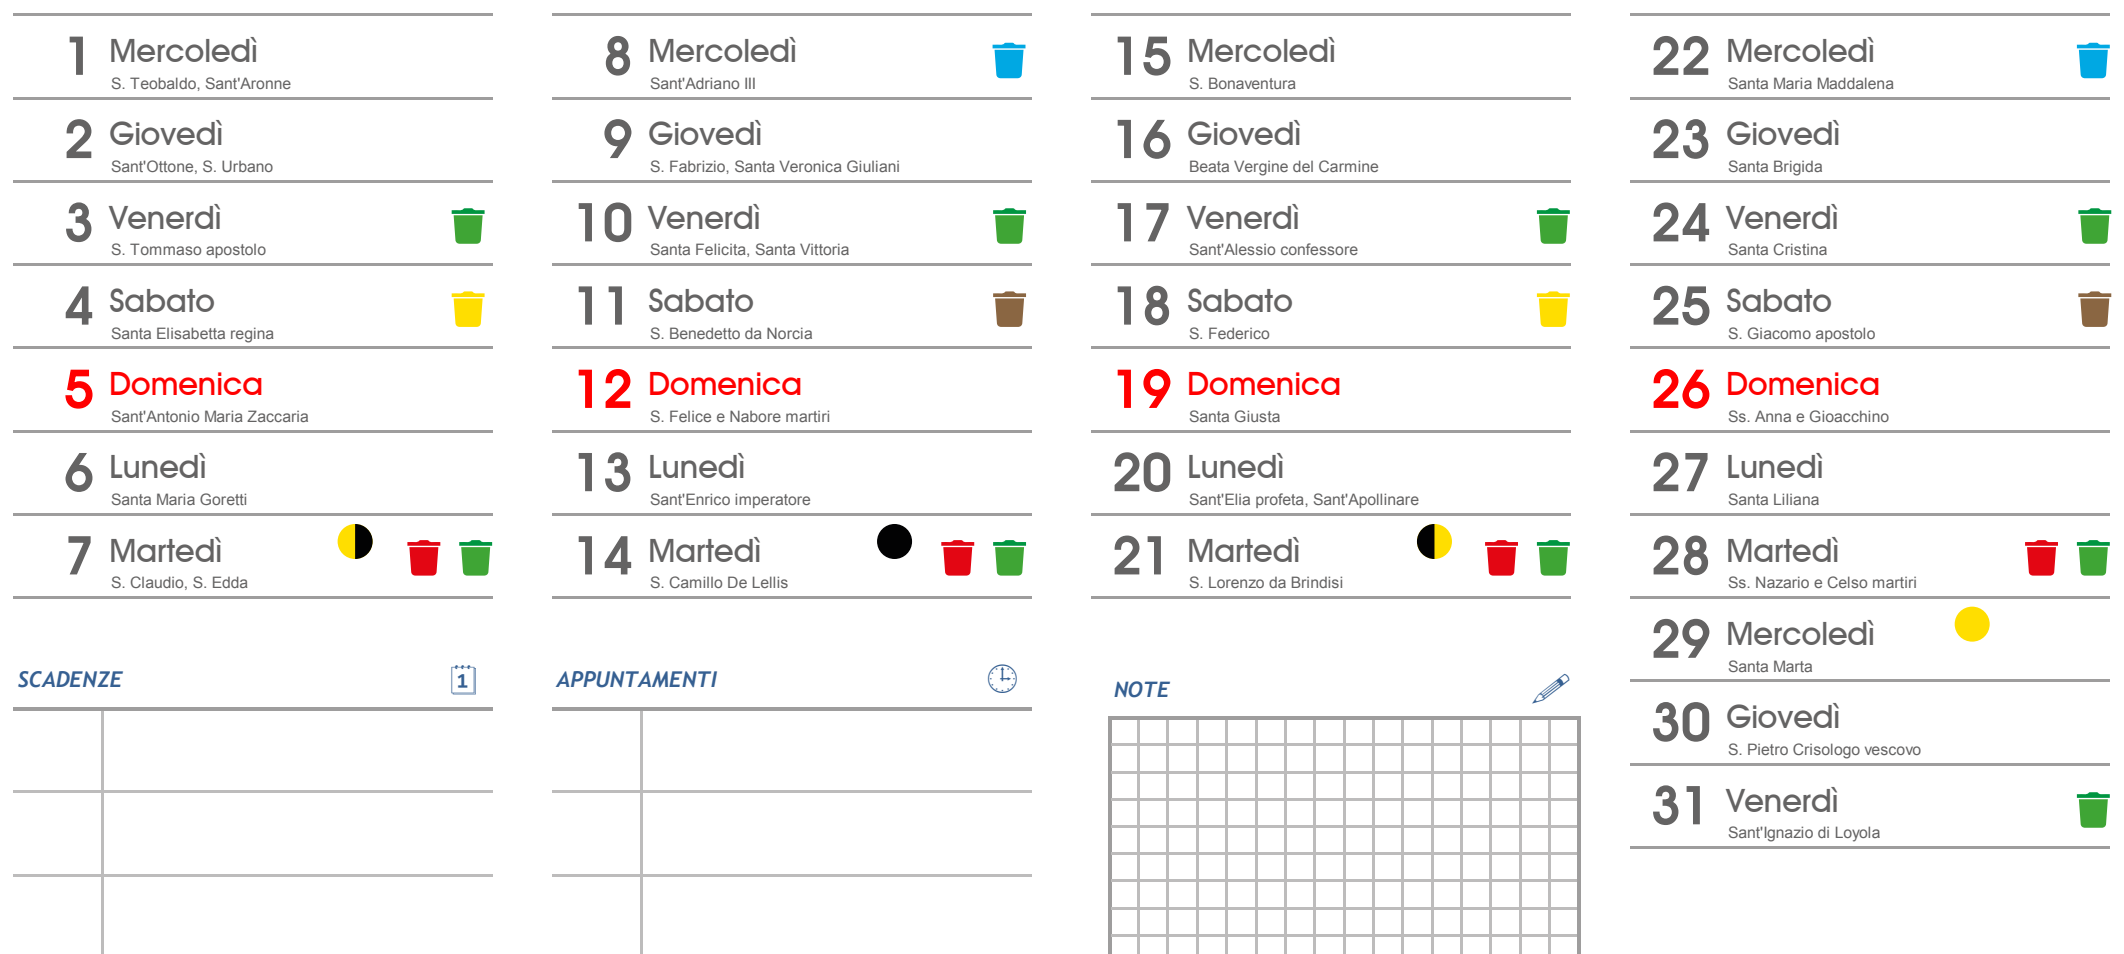 1 Mercoledì
S. Teobaldo, Sant'Aronne
2 Giovedì
Sant'Ottone, S. Urbano
3 Venerdì
S. Tommaso apostolo
4 Sabato
Santa Elisabetta regina
5 Domenica
Sant'Antonio Maria Zaccaria
6 Lunedì
Santa Maria Goretti
7 Martedì
S. Claudio, S. Edda
SCADENZE
1
8 Mercoledì
Sant'Adriano III
9 Giovedì
S. Fabrizio, Santa Veronica Giuliani
10 Venerdì
Santa Felicita, Santa Vittoria
11 Sabato
S. Benedetto da Norcia
12 Domenica
S. Felice e Nabore martiri
13 Lunedì
Sant'Enrico imperatore
14 Martedì
S. Camillo De Lellis
APPUNTAMENTI
15 Mercoledì
S. Bonaventura
16 Giovedì
Beata Vergine del Carmine
17 Venerdì
Sant'Alessio confessore
18 Sabato
S. Federico
19 Domenica
Santa Giusta
20 Lunedì
Sant'Elia profeta, Sant'Apollinare
21 Martedì
S. Lorenzo da Brindisi
NOTE
22 Mercoledì
Santa Maria Maddalena
23 Giovedì
Santa Brigida
24 Venerdì
Santa Cristina
25 Sabato
S. Giacomo apostolo
26 Domenica
Ss. Anna e Gioacchino
27 Lunedì
Santa Liliana
28 Martedì
Ss. Nazario e Celso martiri
29 Mercoledì
Santa Marta
30 Giovedì
S. Pietro Crisologo vescovo
31 Venerdì
Sant'Ignazio di Loyola